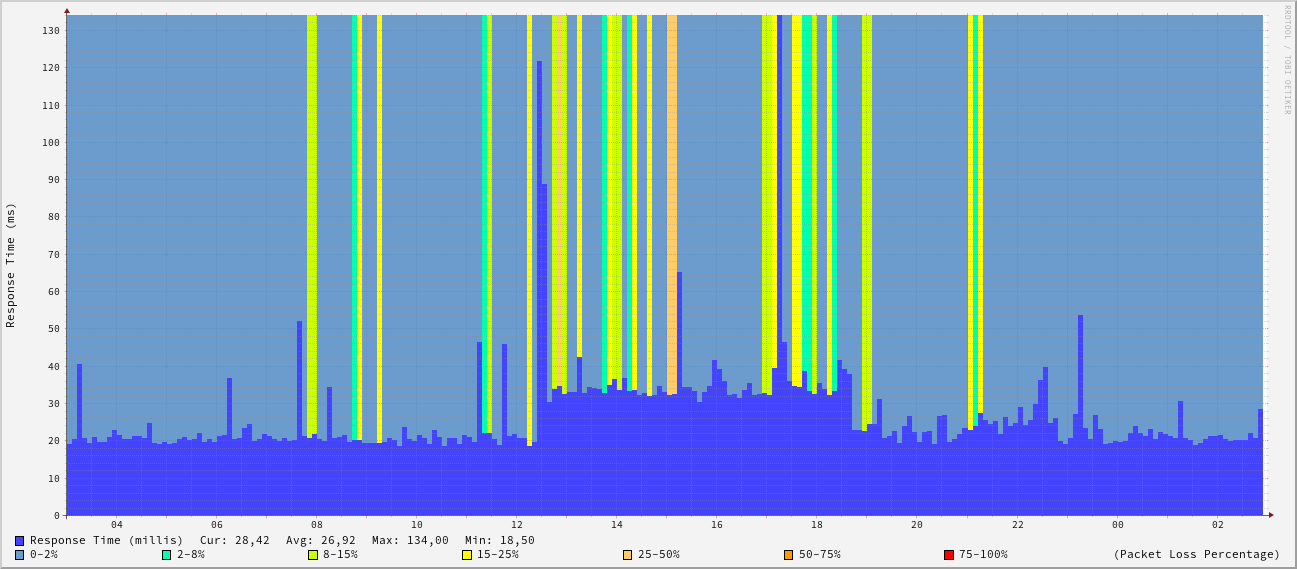 RRDTOOL / TOBI OETIKER
Response Time (ms)
130
120
110
100
90
80
70
60
50
40
30
20
10
0
04 06 08 10 12 14 16 18 20 22 00 02
Response Time (millis) Cur: 28,42 Avg: 26,92 Max: 134,00 Min: 18,50
0-2% 2-8% 8-15% 15-25% 25-50% 50-75% 75-100% (Packet Loss Percentage)